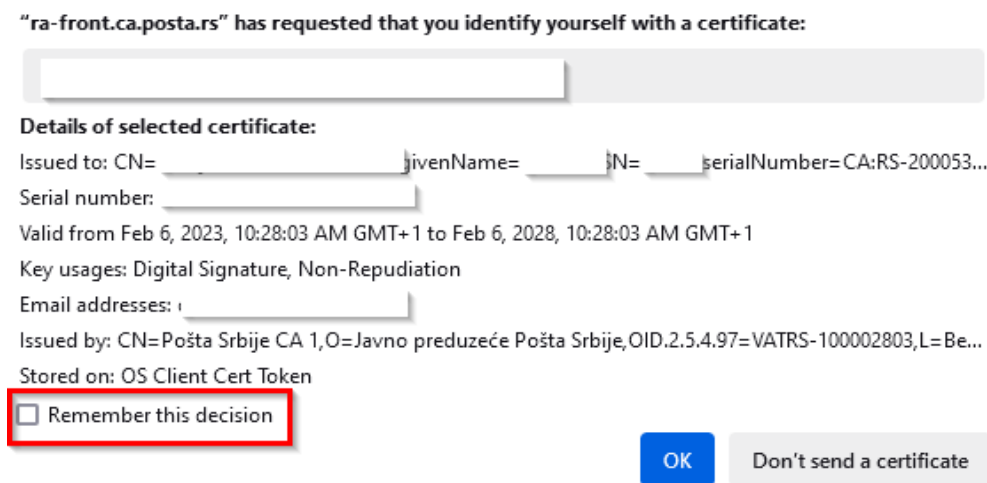 “ra-front.ca.posta.rs” has requested that you identify yourself with a certificate:
Details of selected certificate:
Issued to: CN= givenName= SN= serialNumber=CA:RS-200053...
Serial number:
Valid from Feb 6, 2023, 10:28:03 AM GMT+1 to Feb 6, 2028, 10:28:03 AM GMT+1
Key usages: Digital Signature, Non-Repudiation
Email addresses:
Issued by: CN=Pošta Srbije CA 1,O=Javno preduzeće Pošta Srbije,OID.2.5.4.97=VATRS-100002803,L=Be...
Stored on: OS Client Cert Token
Remember this decision
OK Don't send a certificate